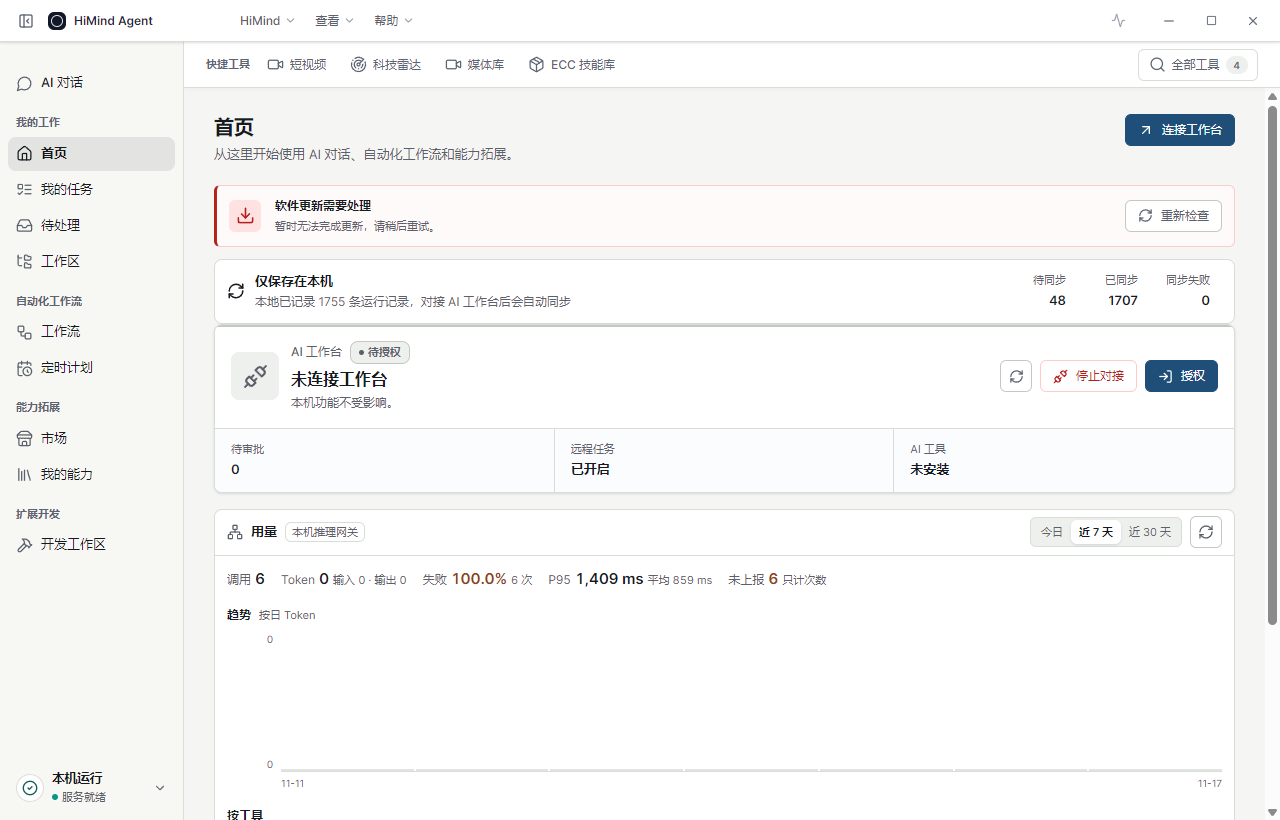 HiMind Agent
HiMind
查看
帮助
AI 对话
我的工作
首页
我的任务
待处理
工作区
自动化工作流
工作流
定时计划
能力拓展
市场
我的能力
扩展开发
开发工作区
本机运行
服务就绪
快捷工具
短视频
科技雷达
媒体库
ECC 技能库
全部工具 4
首页
从这里开始使用 AI 对话、自动化工作流和能力拓展。
连接工作台
软件更新需要处理
暂时无法完成更新，请稍后重试。
重新检查
仅保存在本机
本地已记录 1755 条运行记录，对接 AI 工作台后会自动同步
待同步
48
已同步
1707
同步失败
0
AI 工作台
待授权
未连接工作台
本机功能不受影响。
停止对接
授权
待审批
0
远程任务
已开启
AI 工具
未安装
用量
本机推理网关
今日
近 7 天
近 30 天
调用 6 Token 0 输入 0 · 输出 0 失败 100.0% 6 次 P95 1,409 ms 平均 859 ms 未上报 6 只计次数
趋势 按日 Token
0
0
11-11
11-17
按工具